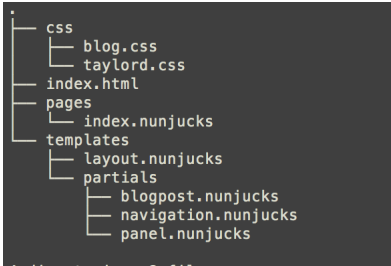 .
├── css
│   ├── blog.css
│   └── taylord.css
├── index.html
├── pages
│   └── index.nunjucks
└── templates
    ├── layout.nunjucks
    └── partials
        ├── blogpost.nunjucks
        ├── navigation.nunjucks
        └── panel.nunjucks